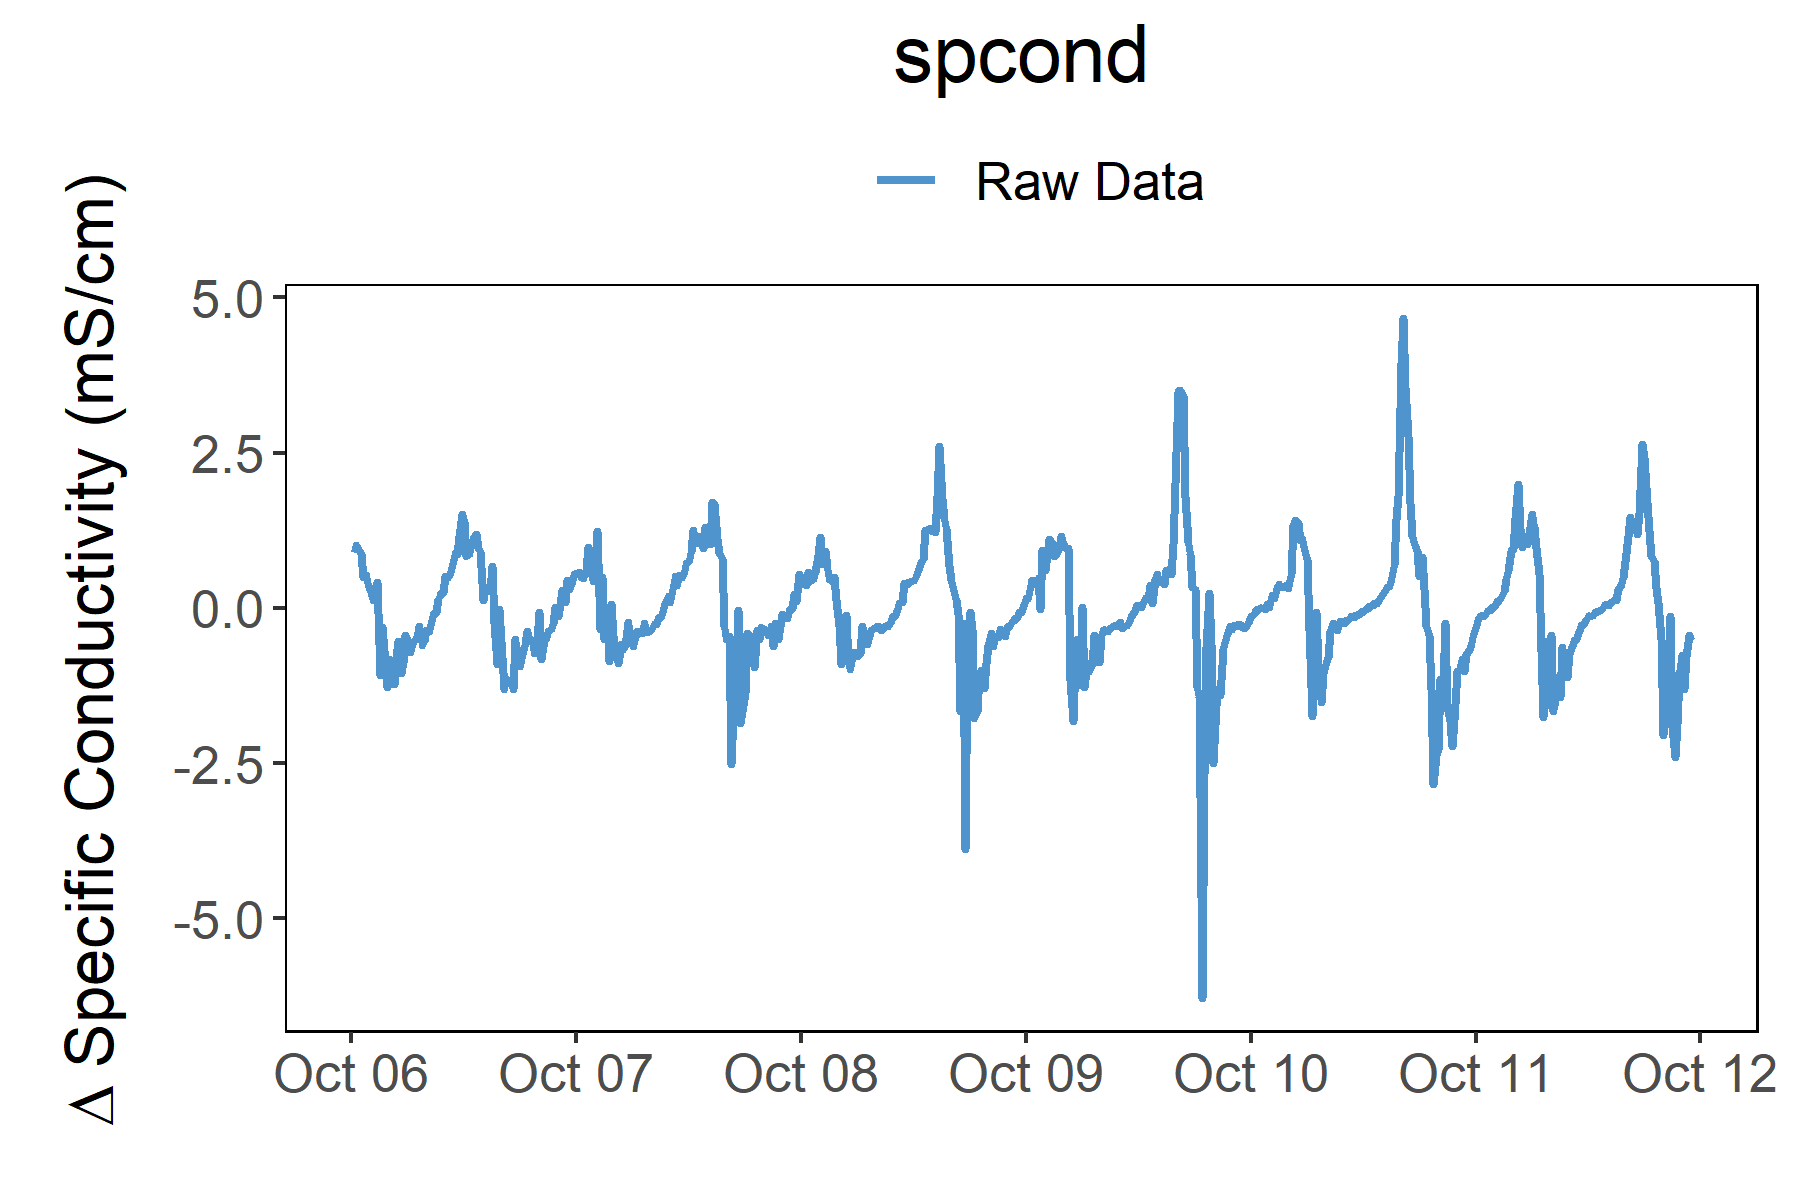 spcond
Raw Data
Δ Specific Conductivity (mS/cm)
5.0
2.5
0.0
-2.5
-5.0
Oct 06 Oct 07 Oct 08 Oct 09 Oct 10 Oct 11 Oct 12